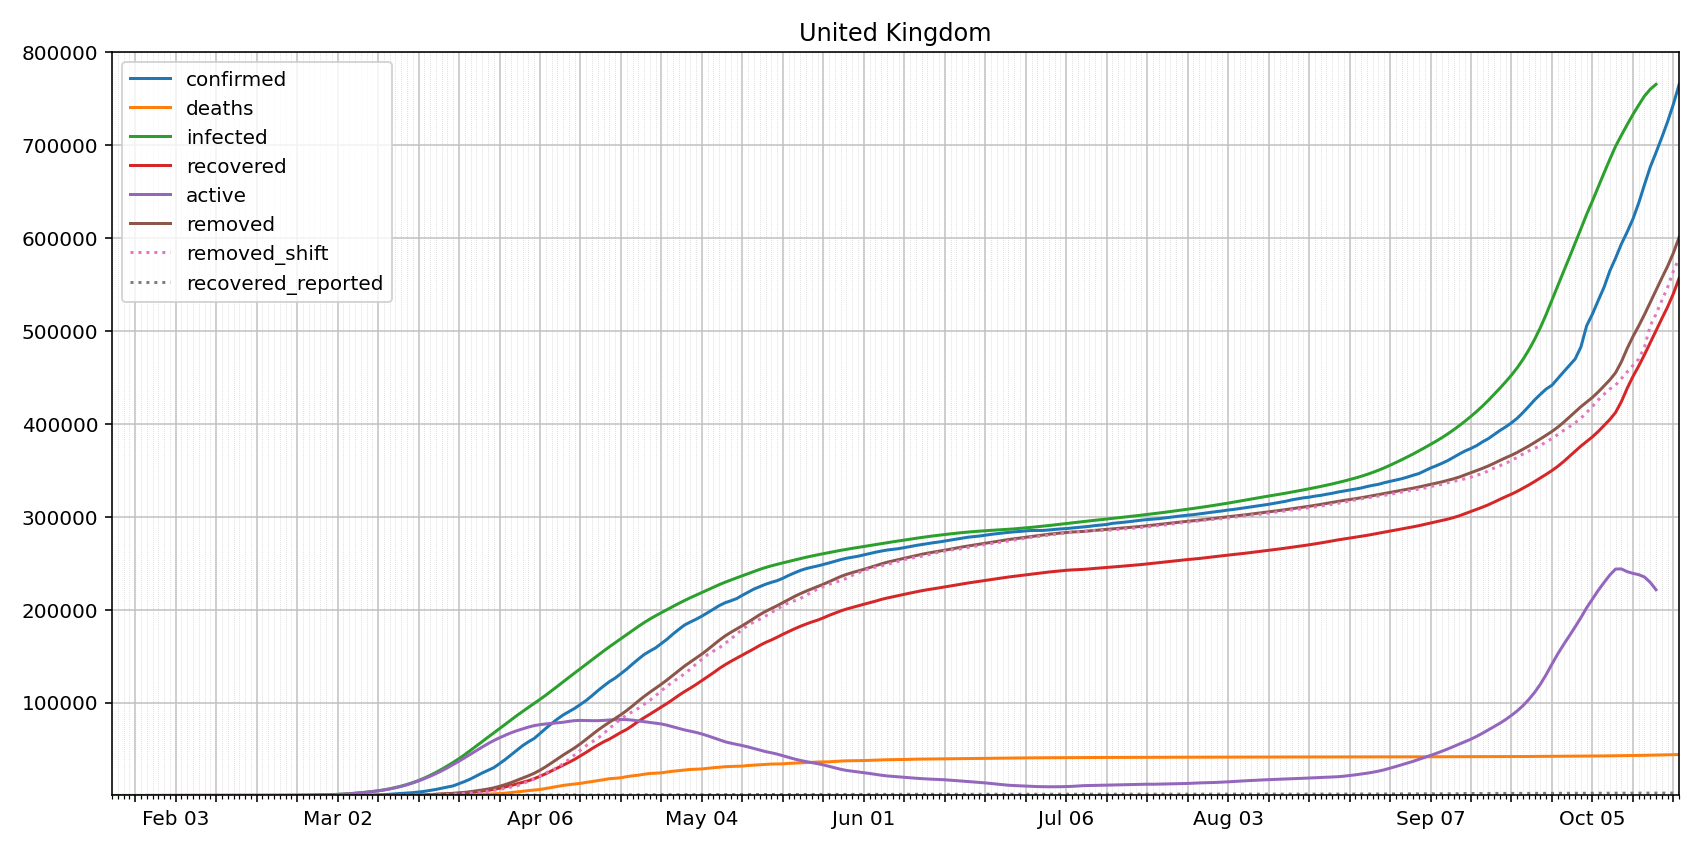 United Kingdom
800000
700000
600000
500000
400000
300000
200000
100000
confirmed
deaths
infected
recovered
active
removed
removed_shift
recovered_reported
Feb 03 Mar 02 Apr 06 May 04 Jun 01 Jul 06 Aug 03 Sep 07 Oct 05